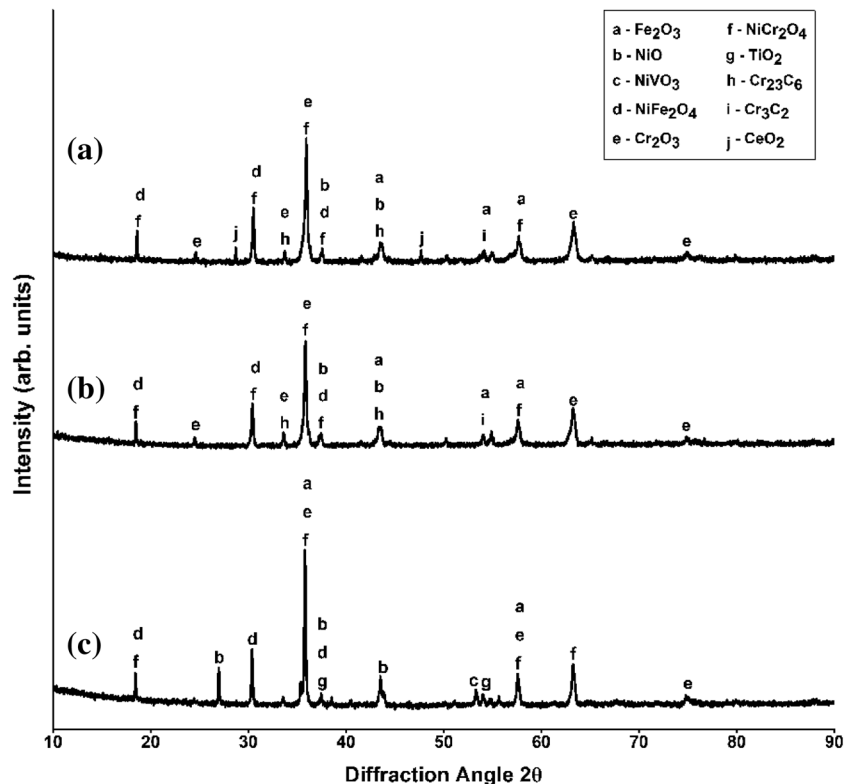 a - Fe₂O₃ f - NiCr₂O₄
b - NiO g - TiO₂
c - NiVO₃ h - Cr₂₃C₆
d - NiFe₂O₄ i - Cr₃C₂
e - Cr₂O₃ j - CeO₂
(a)
d
f
e
j
d
f
e
h
e
f
b
d
f
a
b
h
j
a
i
a
f
e
e
(b)
d
f
e
d
f
e
h
e
f
b
d
f
a
b
h
a
i
a
f
e
e
(c)
d
f
b
d
a
e
f
b
d
g
b
c g
a
e
f
f
e
Intensity (arb. units)
10 20 30 40 50 60 70 80 90
Diffraction Angle 2θ